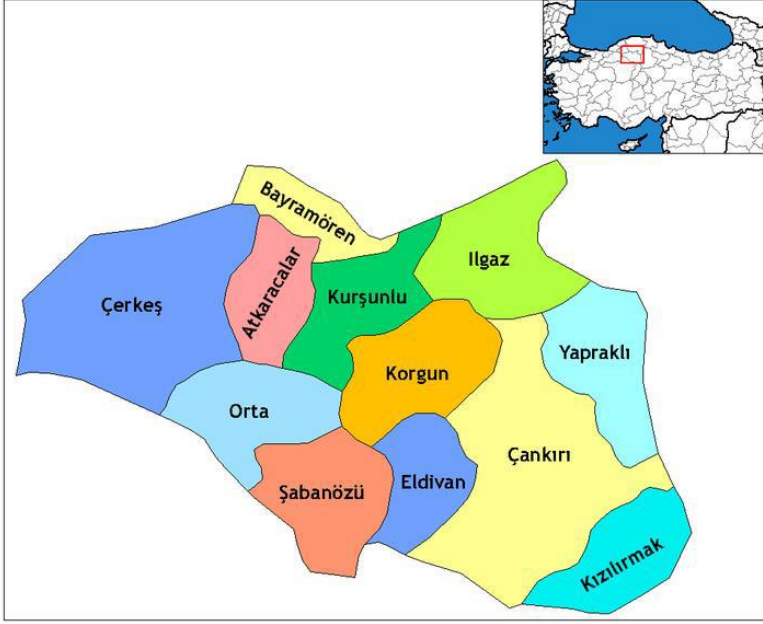 Bayramören
Ilgaz
Çerkeş
Atkaracalar
Kurşunlu
Yapraklı
Korgun
Orta
Çankırı
Şabanözü
Eldivan
Kızılırmak